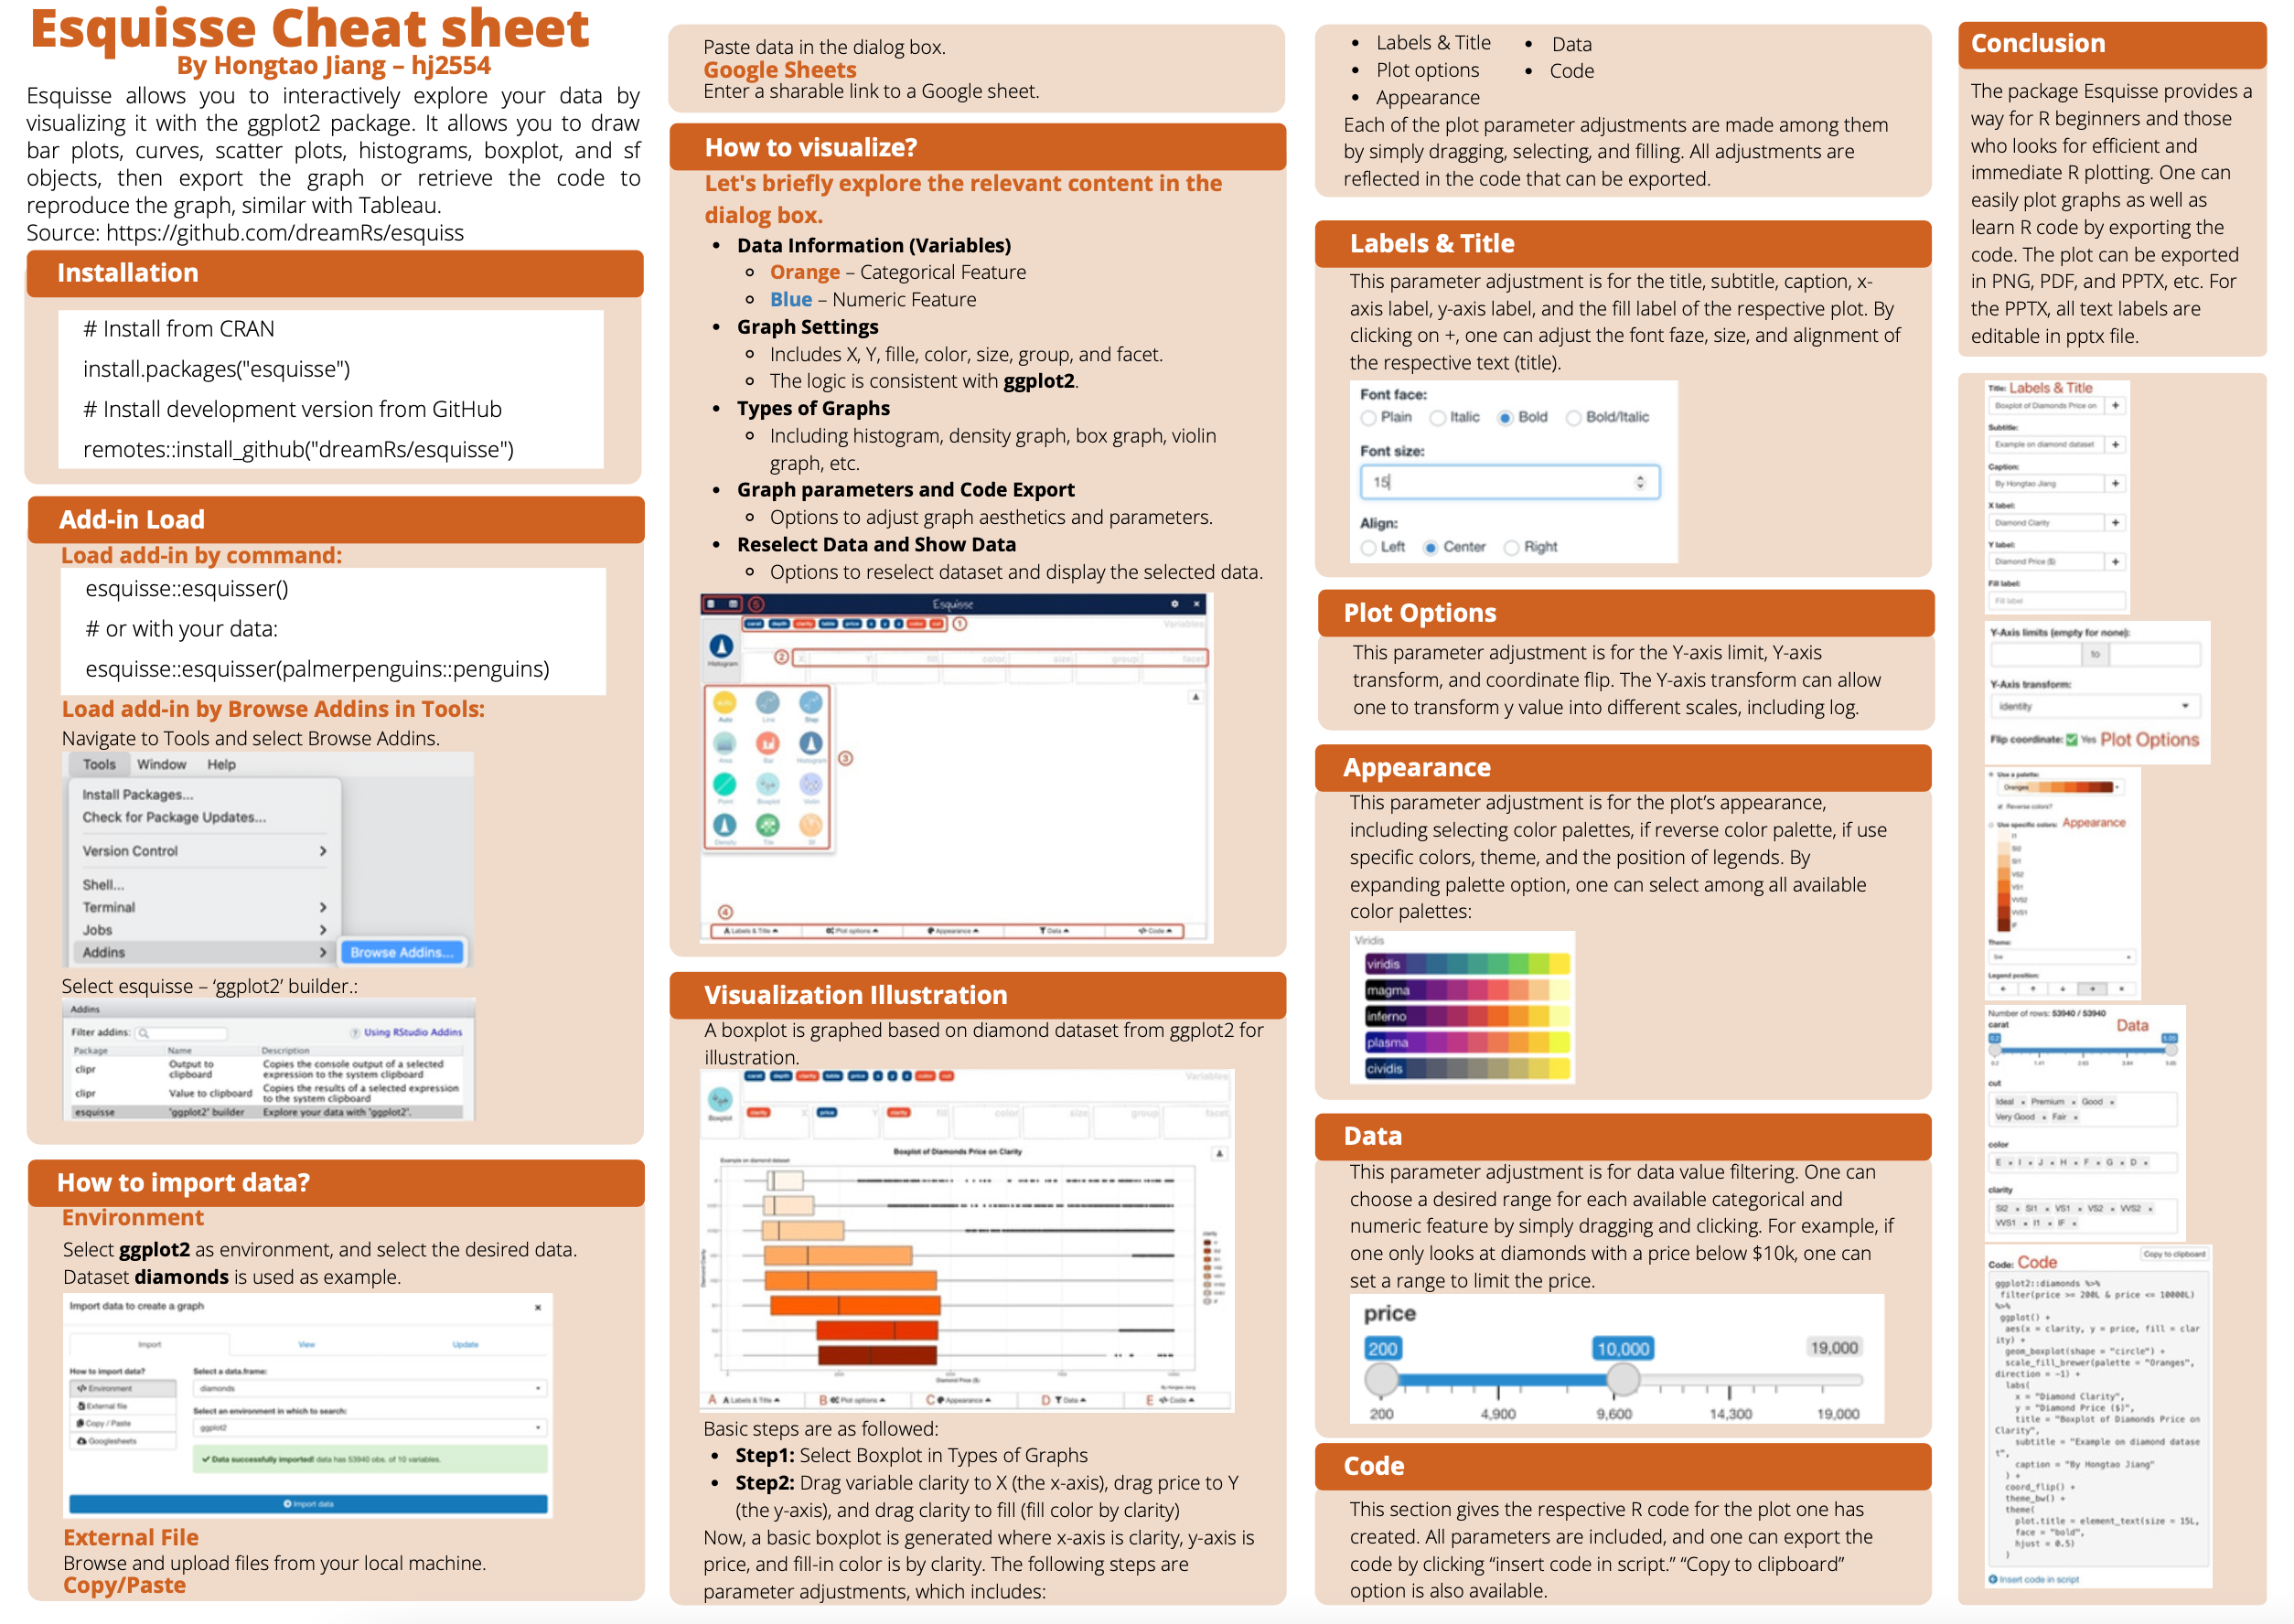 Esquisse Cheat sheet
By Hongtao Jiang – hj2554
Esquisse allows you to interactively explore your data by
visualizing it with the ggplot2 package. It allows you to draw
bar plots, curves, scatter plots, histograms, boxplot, and sf
objects, then export the graph or retrieve the code to
reproduce the graph, similar with Tableau.
Source: https://github.com/dreamRs/esquiss
Installation
# Install from CRAN
install.packages("esquisse")
# Install development version from GitHub
remotes::install_github("dreamRs/esquisse")
Add-in Load
Load add-in by command:
esquisse::esquisser()
# or with your data:
esquisse::esquisser(palmerpenguins::penguins)
Load add-in by Browse Addins in Tools:
Navigate to Tools and select Browse Addins.
Tools Window Help
Install Packages...
Check for Package Updates...
Version Control
Shell...
Terminal
Jobs
Addins
Browse Addins...
Select esquisse – ‘ggplot2’ builder.:
Addins
Filter addins:
Using RStudio Addins
Package Name Description
clipr Output to clipboard Copies the console output of a selected expression to the system clipboard
clipr Value to clipboard Copies the results of a selected expression to the system clipboard
esquisse 'ggplot2' builder Explore your data with 'ggplot2'.
How to import data?
Environment
Select ggplot2 as environment, and select the desired data.
Dataset diamonds is used as example.
Import data to create a graph
Import View Update
How to import data?
Environment
External file
Copy / Paste
Googlesheets
Select a data.frame:
diamonds
Select an environment in which to search:
ggplot2
Data successfully imported! data has 53940 obs. of 10 variables.
Import data
External File
Browse and upload files from your local machine.
Copy/Paste
Paste data in the dialog box.
Google Sheets
Enter a sharable link to a Google sheet.
How to visualize?
Let's briefly explore the relevant content in the
dialog box.
• Data Information (Variables)
Orange – Categorical Feature
Blue – Numeric Feature
• Graph Settings
Includes X, Y, fille, color, size, group, and facet.
The logic is consistent with ggplot2.
• Types of Graphs
Including histogram, density graph, box graph, violin
graph, etc.
• Graph parameters and Code Export
Options to adjust graph aesthetics and parameters.
• Reselect Data and Show Data
Options to reselect dataset and display the selected data.
5 Esquisse
carat depth clarity table price x y z color cut 1 Variables
Histogram
2 X Y fill color size group facet
Auto Line Step
Area Bar Histogram
3
Point Boxplot Violin
Density Tile Sf
4
Labels & Title Plot options Appearance Data Code
Visualization Illustration
A boxplot is graphed based on diamond dataset from ggplot2 for
illustration.
carat depth clarity table price x y z color cut Variables
Boxplot
clarity X price Y clarity fill color size group facet
Boxplot of Diamonds Price on Clarity
Example on diamond dataset
Diamond Clarity
Diamond Price ($)
By Hongtao Jiang
A Labels & Title B Plot options C Appearance D Data E Code
Basic steps are as followed:
• Step1: Select Boxplot in Types of Graphs
• Step2: Drag variable clarity to X (the x-axis), drag price to Y
(the y-axis), and drag clarity to fill (fill color by clarity)
Now, a basic boxplot is generated where x-axis is clarity, y-axis is
price, and fill-in color is by clarity. The following steps are
parameter adjustments, which includes:
• Labels & Title
• Plot options
• Appearance
• Data
• Code
Each of the plot parameter adjustments are made among them
by simply dragging, selecting, and filling. All adjustments are
reflected in the code that can be exported.
Labels & Title
This parameter adjustment is for the title, subtitle, caption, x-
axis label, y-axis label, and the fill label of the respective plot. By
clicking on +, one can adjust the font faze, size, and alignment of
the respective text (title).
Font face:
Plain Italic Bold Bold/Italic
Font size:
15
Align:
Left Center Right
Plot Options
This parameter adjustment is for the Y-axis limit, Y-axis
transform, and coordinate flip. The Y-axis transform can allow
one to transform y value into different scales, including log.
Appearance
This parameter adjustment is for the plot’s appearance,
including selecting color palettes, if reverse color palette, if use
specific colors, theme, and the position of legends. By
expanding palette option, one can select among all available
color palettes:
Viridis
viridis
magma
inferno
plasma
cividis
Data
This parameter adjustment is for data value filtering. One can
choose a desired range for each available categorical and
numeric feature by simply dragging and clicking. For example, if
one only looks at diamonds with a price below $10k, one can
set a range to limit the price.
price
200 10,000 19,000
200 4,900 9,600 14,300 19,000
Code
This section gives the respective R code for the plot one has
created. All parameters are included, and one can export the
code by clicking “insert code in script.” “Copy to clipboard”
option is also available.
Conclusion
The package Esquisse provides a
way for R beginners and those
who looks for efficient and
immediate R plotting. One can
easily plot graphs as well as
learn R code by exporting the
code. The plot can be exported
in PNG, PDF, and PPTX, etc. For
the PPTX, all text labels are
editable in pptx file.
Title: Labels & Title
Boxplot of Diamonds Price on +
Subtitle:
Example on diamond dataset +
Caption:
By Hongtao Jiang +
X label:
Diamond Clarity +
Y label:
Diamond Price ($) +
Fill label:
Fill label
Y-Axis limits (empty for none):
to
Y-Axis transform:
identity
Flip coordinate: Yes Plot Options
Use a palette:
Oranges
Reverse colors?
Use specific colors: Appearance
I1
SI2
SI1
VS2
VS1
VVS2
VVS1
IF
Theme:
bw
Legend position:
Number of rows: 53940 / 53940
carat Data
0.2 5.05
0.2 1.41 2.63 3.84 5.05
cut
Ideal × Premium × Good ×
Very Good × Fair ×
color
E × I × J × H × F × G × D ×
clarity
SI2 × SI1 × VS1 × VS2 × VVS2 ×
VVS1 × I1 × IF ×
Copy to clipboard
Code: Code
ggplot2::diamonds %>%
filter(price >= 200L & price <= 10000L)
%>%
ggplot() +
aes(x = clarity, y = price, fill = clar
ity) +
geom_boxplot(shape = "circle") +
scale_fill_brewer(palette = "Oranges",
direction = -1) +
labs(
x = "Diamond Clarity",
y = "Diamond Price ($)",
title = "Boxplot of Diamonds Price on
Clarity",
subtitle = "Example on diamond datase
t",
caption = "By Hongtao Jiang"
) +
coord_flip() +
theme_bw() +
theme(
plot.title = element_text(size = 15L,
face = "bold",
hjust = 0.5)
)
Insert code in script